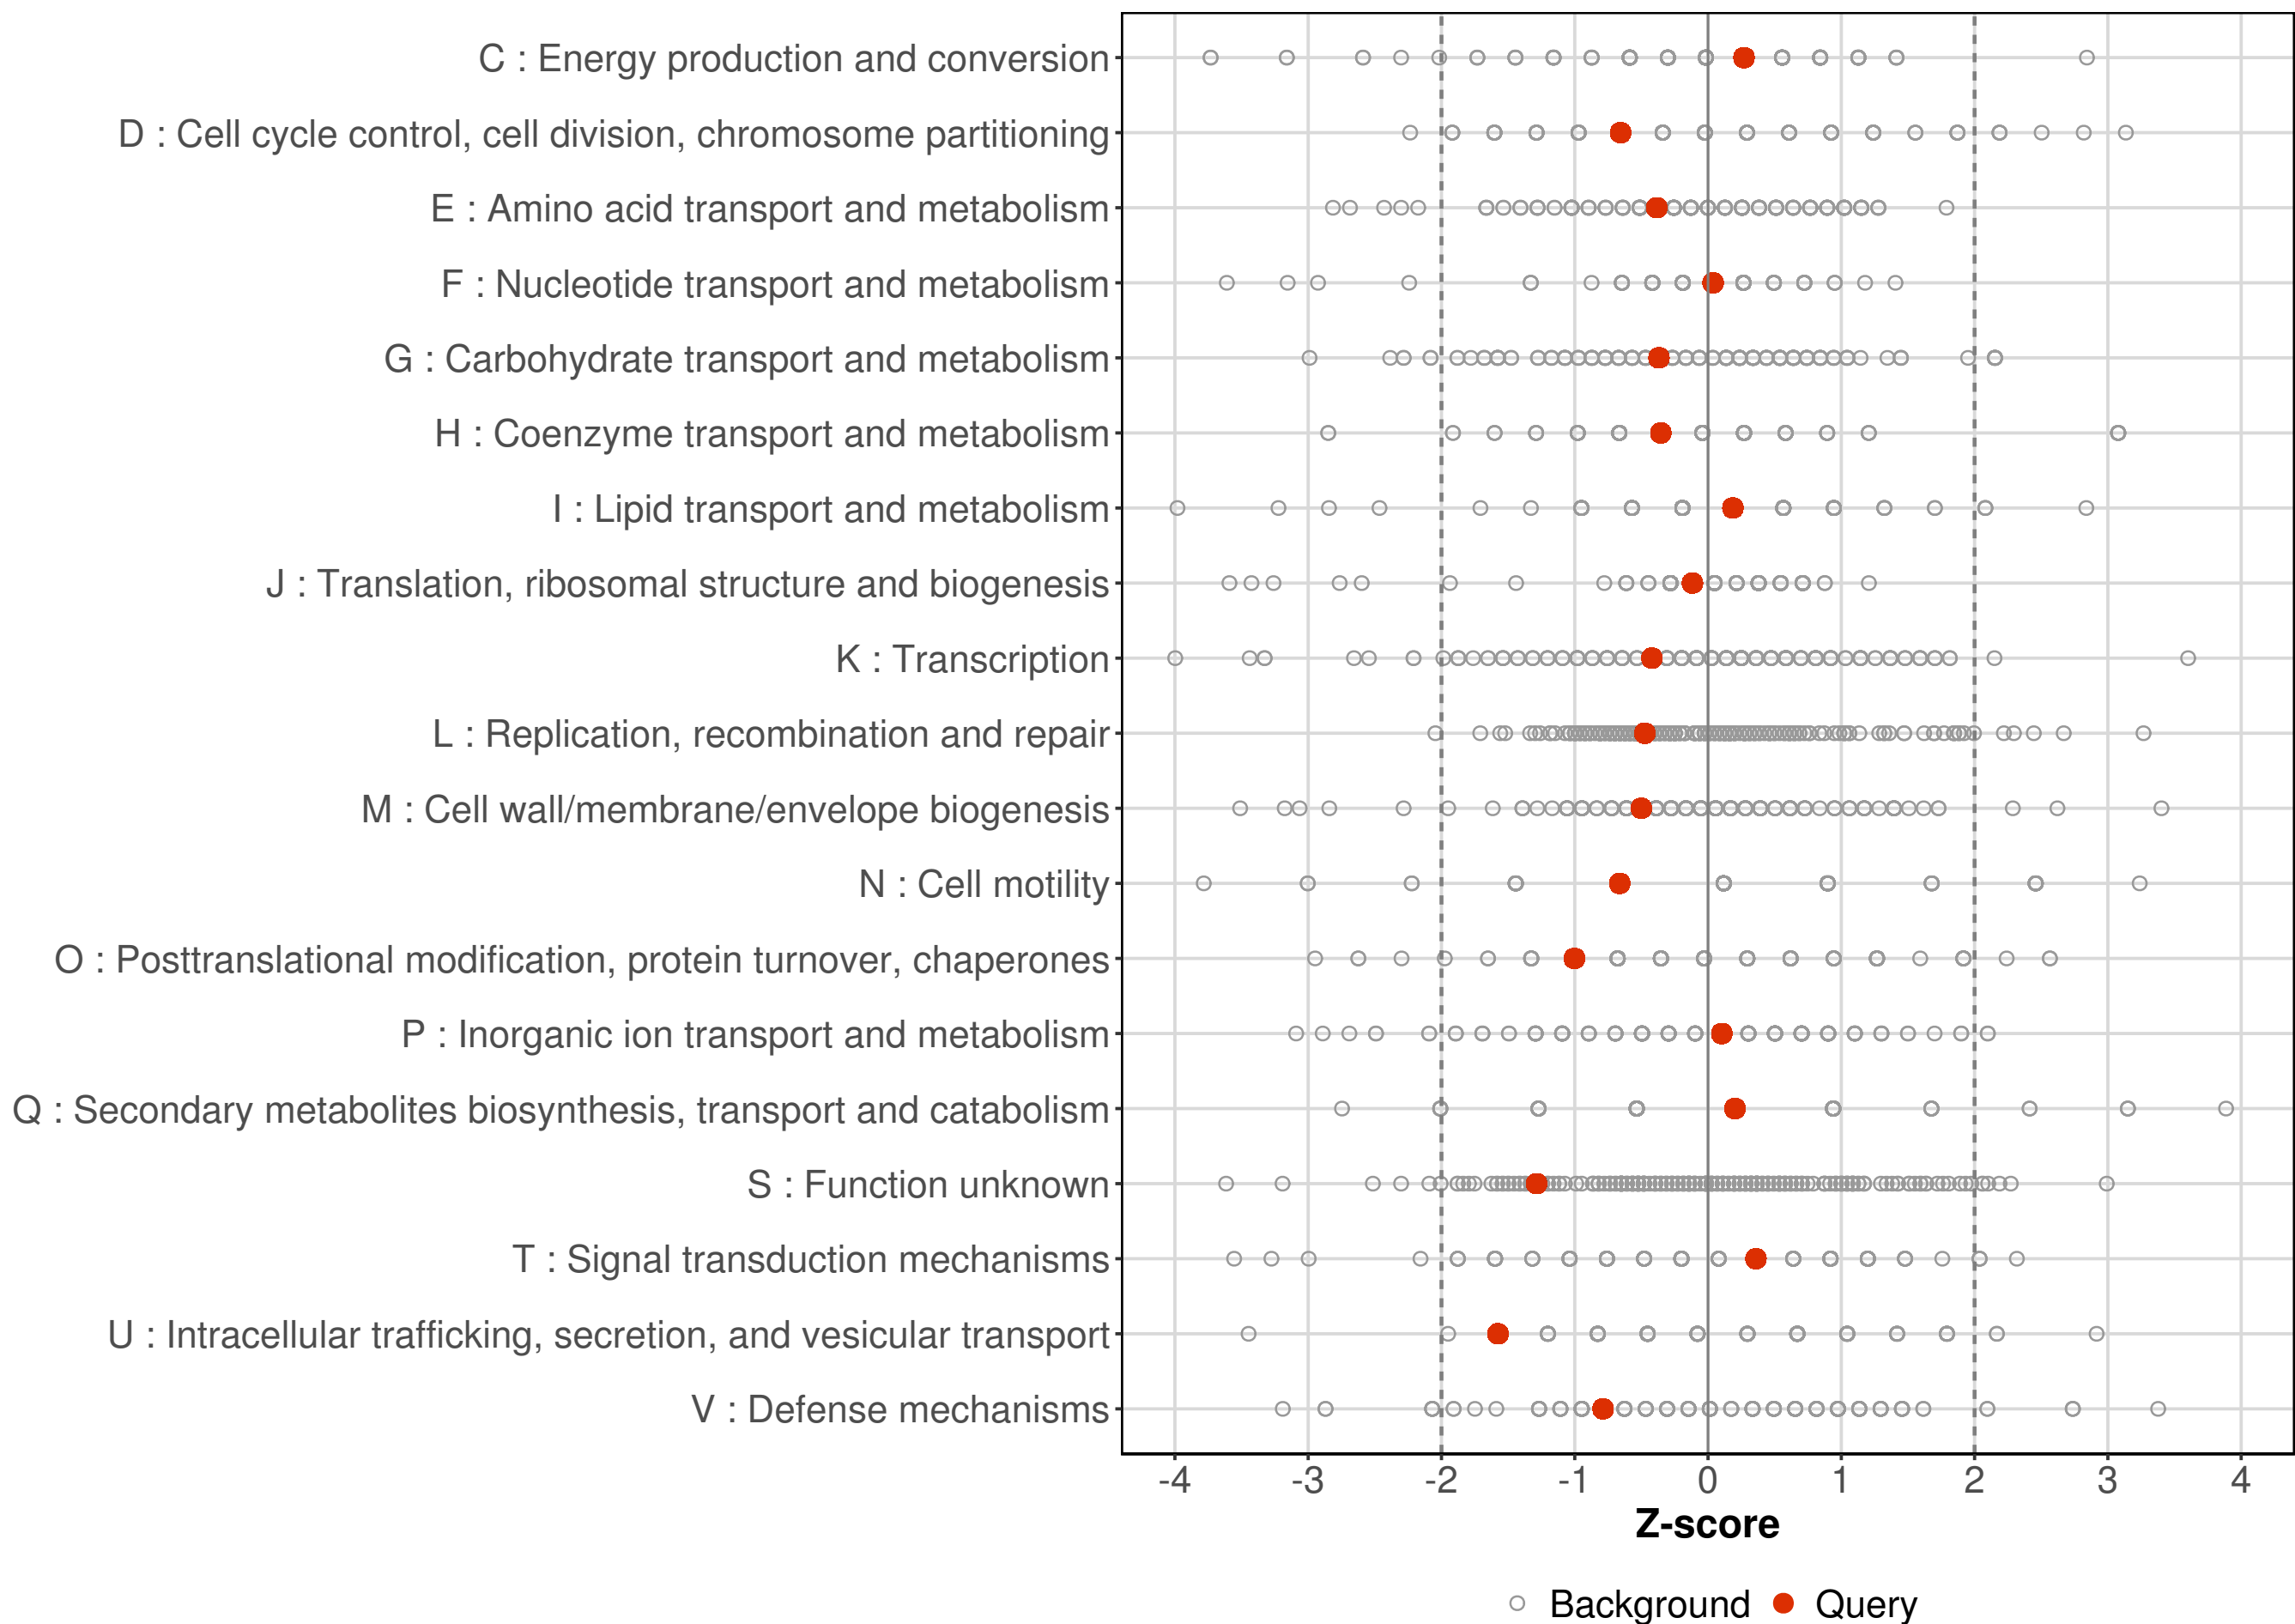 C : Energy production and conversion
D : Cell cycle control, cell division, chromosome partitioning
E : Amino acid transport and metabolism
F : Nucleotide transport and metabolism
G : Carbohydrate transport and metabolism
H : Coenzyme transport and metabolism
I : Lipid transport and metabolism
J : Translation, ribosomal structure and biogenesis
K : Transcription
L : Replication, recombination and repair
M : Cell wall/membrane/envelope biogenesis
N : Cell motility
O : Posttranslational modification, protein turnover, chaperones
P : Inorganic ion transport and metabolism
Q : Secondary metabolites biosynthesis, transport and catabolism
S : Function unknown
T : Signal transduction mechanisms
U : Intracellular trafficking, secretion, and vesicular transport
V : Defense mechanisms
-4 -3 -2 -1 0 1 2 3 4
Z-score
Background Query